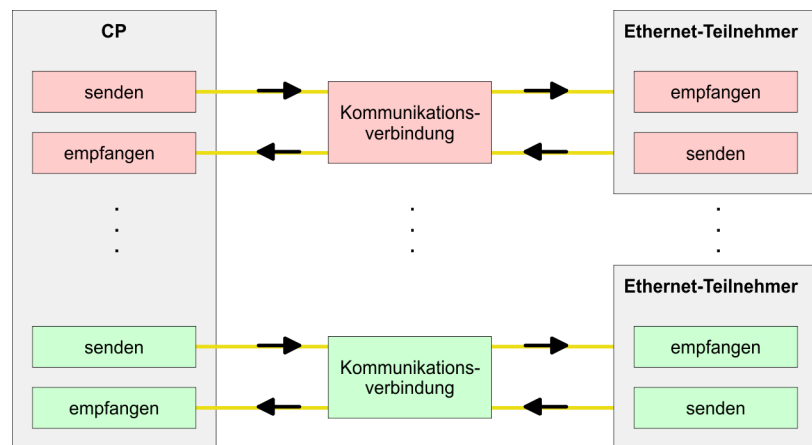 CP
Ethernet-Teilnehmer
senden
empfangen
Kommunikations-
verbindung
empfangen
senden
Ethernet-Teilnehmer
senden
empfangen
Kommunikations-
verbindung
empfangen
senden